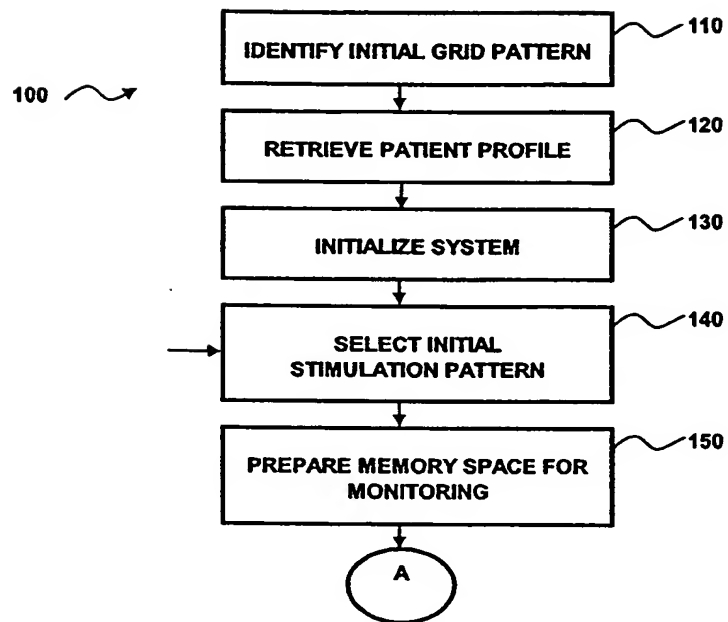 IDENTIFY INITIAL GRID PATTERN
110
100
RETRIEVE PATIENT PROFILE
120
INITIALIZE SYSTEM
130
SELECT INITIAL
STIMULATION PATTERN
140
PREPARE MEMORY SPACE FOR
MONITORING
150
A